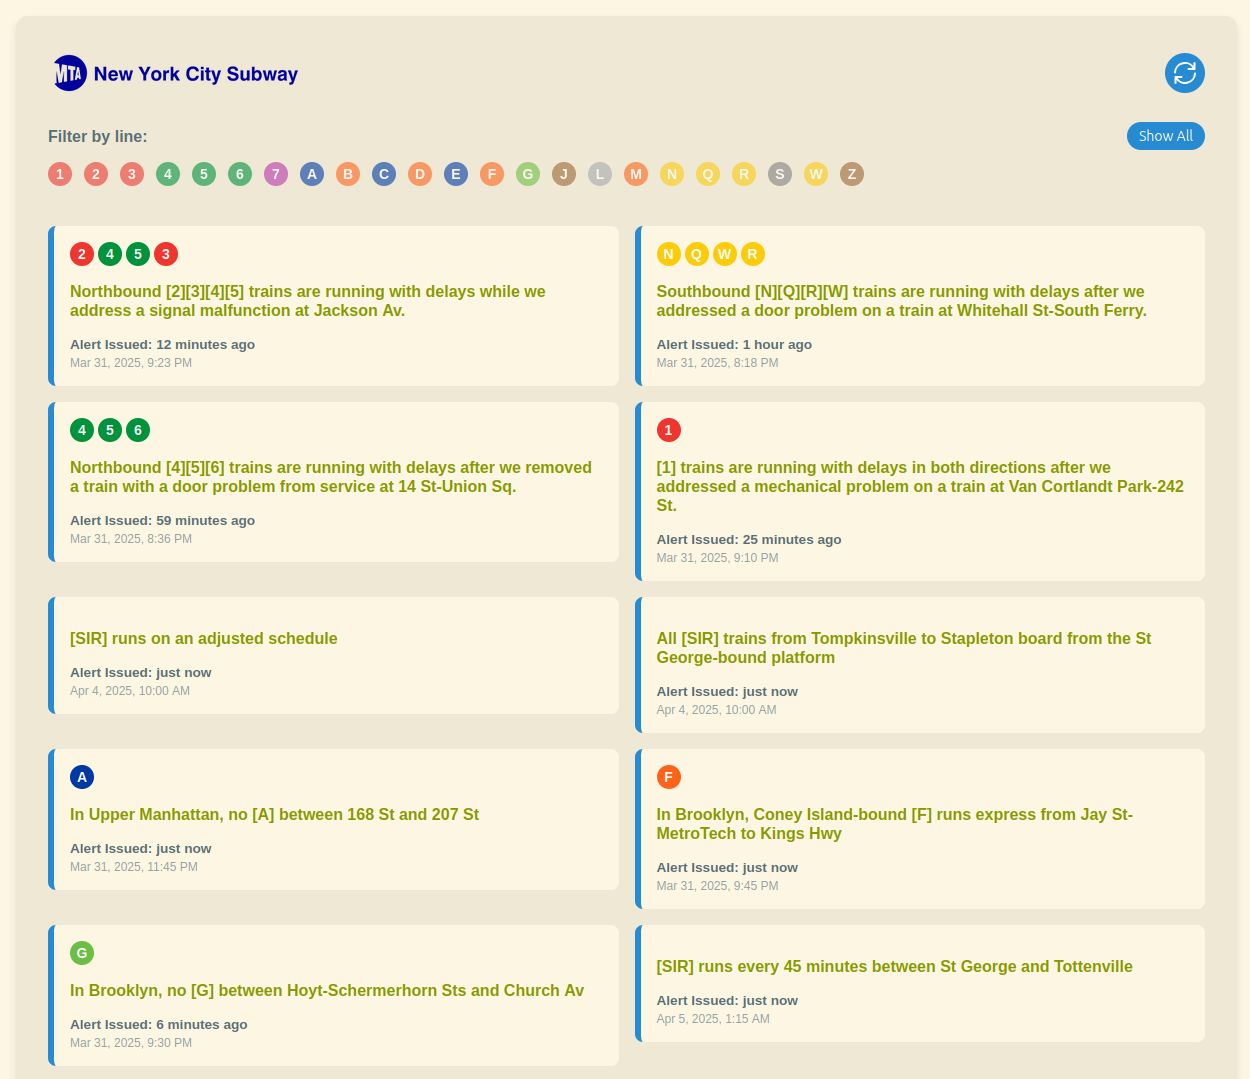 MTA New York City Subway
Filter by line:
Show All
1 2 3 4 5 6 7 A B C D E F G J L M N Q R S W Z
2 4 5 3
Northbound [2][3][4][5] trains are running with delays while we
address a signal malfunction at Jackson Av.
Alert Issued: 12 minutes ago
Mar 31, 2025, 9:23 PM
N Q W R
Southbound [N][Q][R][W] trains are running with delays after we
addressed a door problem on a train at Whitehall St-South Ferry.
Alert Issued: 1 hour ago
Mar 31, 2025, 8:18 PM
4 5 6
Northbound [4][5][6] trains are running with delays after we removed
a train with a door problem from service at 14 St-Union Sq.
Alert Issued: 59 minutes ago
Mar 31, 2025, 8:36 PM
1
[1] trains are running with delays in both directions after we
addressed a mechanical problem on a train at Van Cortlandt Park-242
St.
Alert Issued: 25 minutes ago
Mar 31, 2025, 9:10 PM
[SIR] runs on an adjusted schedule
Alert Issued: just now
Apr 4, 2025, 10:00 AM
All [SIR] trains from Tompkinsville to Stapleton board from the St
George-bound platform
Alert Issued: just now
Apr 4, 2025, 10:00 AM
A
In Upper Manhattan, no [A] between 168 St and 207 St
Alert Issued: just now
Mar 31, 2025, 11:45 PM
F
In Brooklyn, Coney Island-bound [F] runs express from Jay St-
MetroTech to Kings Hwy
Alert Issued: just now
Mar 31, 2025, 9:45 PM
G
In Brooklyn, no [G] between Hoyt-Schermerhorn Sts and Church Av
Alert Issued: 6 minutes ago
Mar 31, 2025, 9:30 PM
[SIR] runs every 45 minutes between St George and Tottenville
Alert Issued: just now
Apr 5, 2025, 1:15 AM